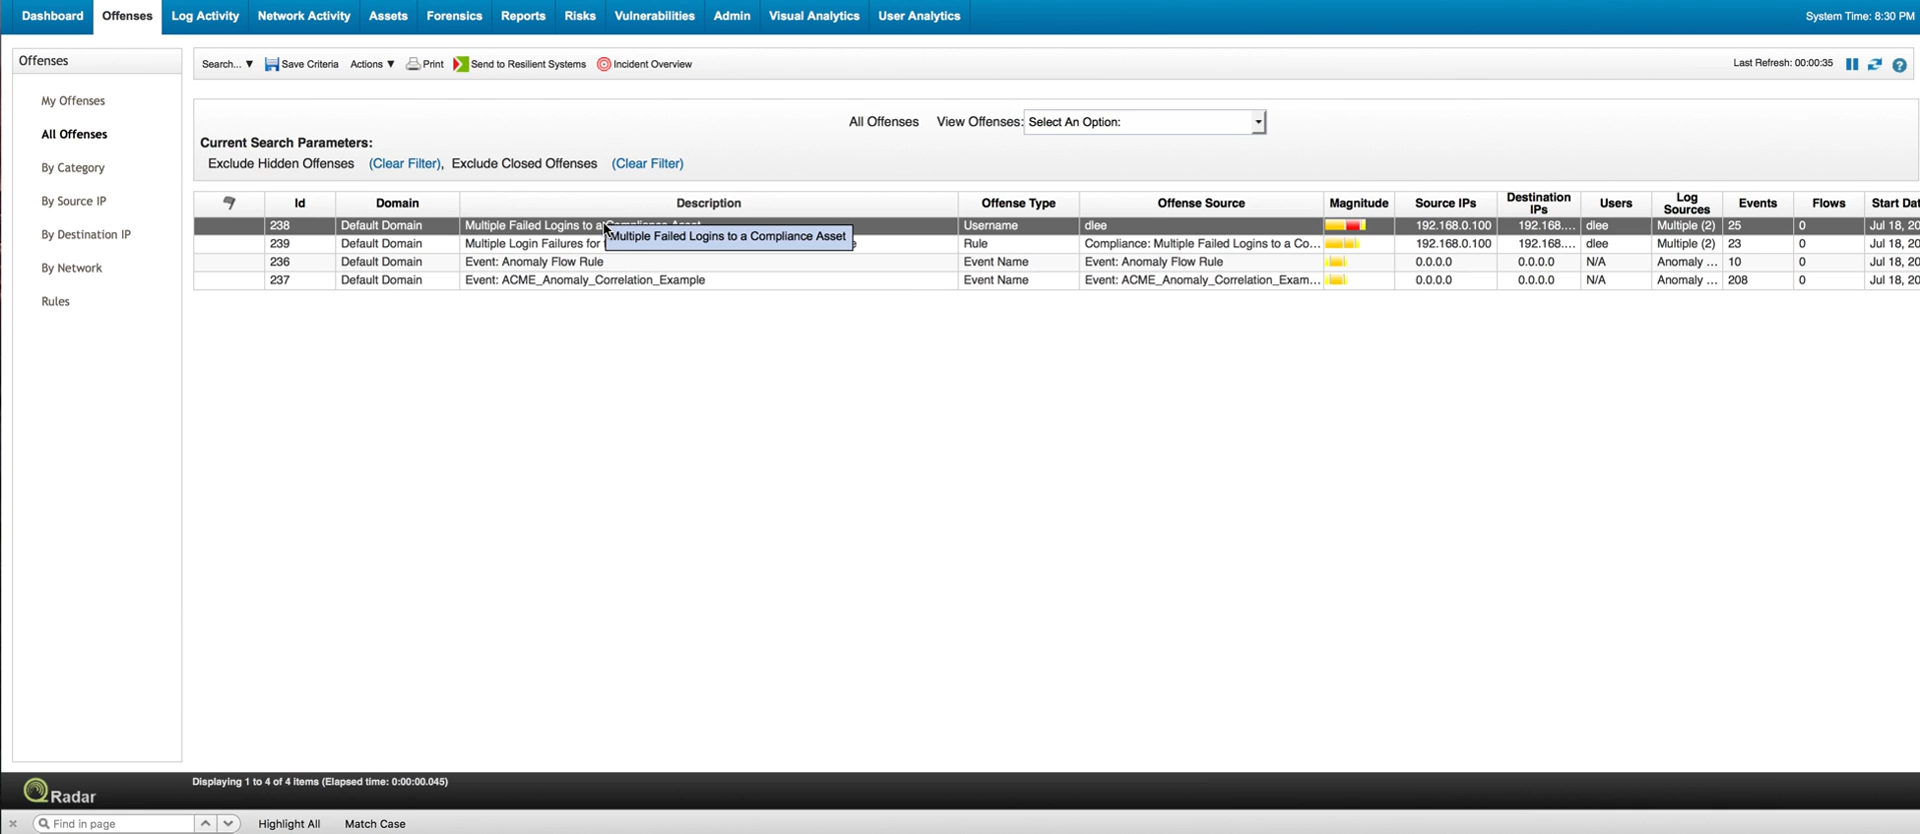 Dashboard Offenses Log Activity Network Activity Assets Forensics Reports Risks Vulnerabilities Admin Visual Analytics User Analytics System Time: 8:30 PM
Offenses
My Offenses
All Offenses
By Category
By Source IP
By Destination IP
By Network
Rules
Search... ▼ Save Criteria Actions ▼ Print Send to Resilient Systems Incident Overview Last Refresh: 00:00:35
All Offenses View Offenses: Select An Option:
Current Search Parameters:
Exclude Hidden Offenses (Clear Filter), Exclude Closed Offenses (Clear Filter)
Id Domain Description Offense Type Offense Source Magnitude Source IPs Destination IPs Users Log Sources Events Flows Start Dat
238 Default Domain Multiple Failed Logins to a Compliance Asset Username dlee 192.168.0.100 192.168.... dlee Multiple (2) 25 0 Jul 18, 20
Multiple Failed Logins to a Compliance Asset
239 Default Domain Multiple Login Failures for Rule Compliance: Multiple Failed Logins to a Co... 192.168.0.100 192.168.... dlee Multiple (2) 23 0 Jul 18, 20
236 Default Domain Event: Anomaly Flow Rule Event Name Event: Anomaly Flow Rule 0.0.0.0 0.0.0.0 N/A Anomaly ... 10 0 Jul 18, 20
237 Default Domain Event: ACME_Anomaly_Correlation_Example Event Name Event: ACME_Anomaly_Correlation_Exam... 0.0.0.0 0.0.0.0 N/A Anomaly ... 208 0 Jul 18, 20
Displaying 1 to 4 of 4 items (Elapsed time: 0:00:00.045)
QRadar
Find in page Highlight All Match Case